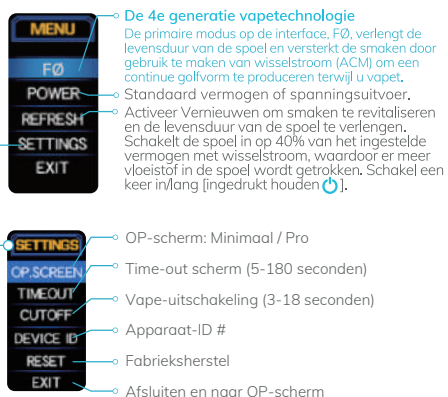 MENU
FØ
POWER
REFRESH
SETTINGS
EXIT
De 4e generatie vapetechnologie
De primaire modus op de interface, FØ, verlengt de
levensduur van de spoel en versterkt de smaken door
gebruik te maken van wisselstroom (ACM) om een
continue golfvorm te produceren terwijl u vapet.
Standaard vermogen of spanningsuitvoer.
Activeer Vernieuwen om smaken te revitaliseren
en de levensduur van de spoel te verlengen.
Schakelt de spoel in op 40% van het ingestelde
vermogen met wisselstroom, waardoor er meer
vloeistof in de spoel wordt getrokken. Schakel een
keer in/lang [ingedrukt houden ⏻].
SETTINGS
OP.SCREEN
TIMEOUT
CUTOFF
DEVICE ID
RESET
EXIT
OP-scherm: Minimaal / Pro
Time-out scherm (5-180 seconden)
Vape-uitschakeling (3-18 seconden)
Apparaat-ID #
Fabrieksherstel
Afsluiten en naar OP-scherm